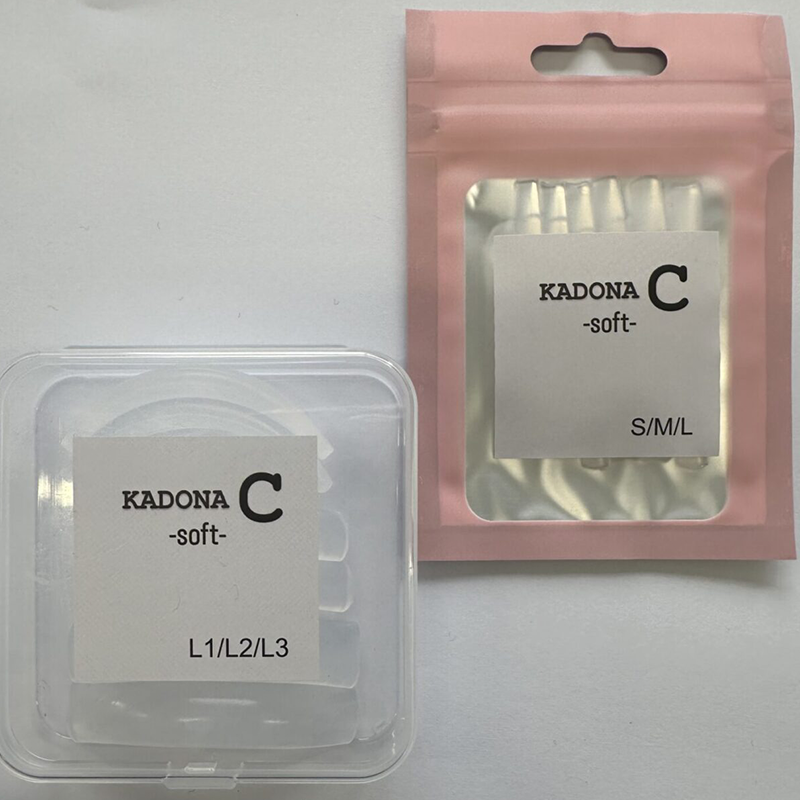 KADONA C
-soft-
S/M/L
KADONA C
-soft-
L1/L2/L3